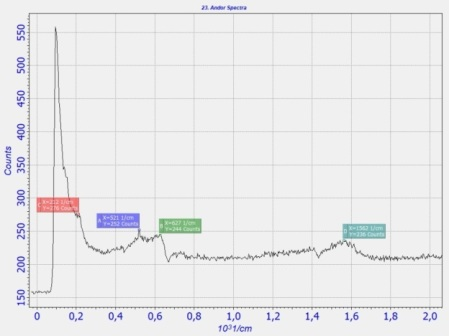 23. Andor Spectra
550
500
450
400
350
300
250
200
150
Counts
X=212 1/cm
Y=276 Counts
X=521 1/cm
Y=252 Counts
X=627 1/cm
Y=244 Counts
X=1562 1/cm
Y=236 Counts
0 0,2 0,4 0,6 0,8 1,0 1,2 1,4 1,6 1,8 2,0
10^3 1/cm